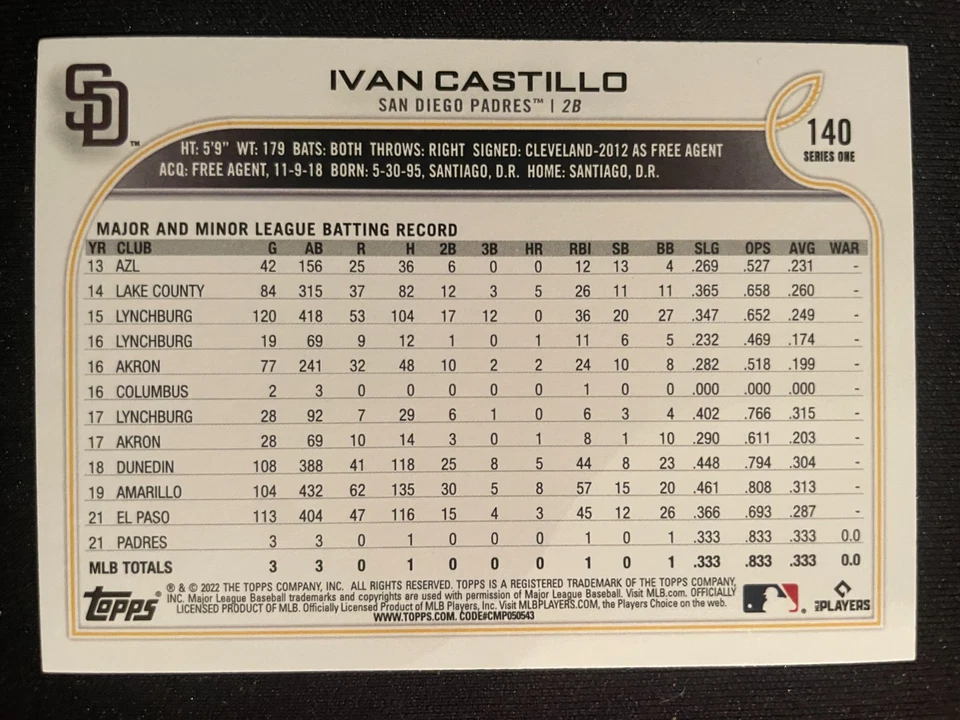 SD™
IVAN CASTILLO
SAN DIEGO PADRES™ | 2B
140
SERIES ONE
HT: 5'9" WT: 179 BATS: BOTH THROWS: RIGHT SIGNED: CLEVELAND-2012 AS FREE AGENT
ACQ: FREE AGENT, 11-9-18 BORN: 5-30-95, SANTIAGO, D.R. HOME: SANTIAGO, D.R.
MAJOR AND MINOR LEAGUE BATTING RECORD
YR CLUB G AB R H 2B 3B HR RBI SB BB SLG OPS AVG WAR
13 AZL 42 156 25 36 6 0 0 12 13 4 .269 .527 .231 -
14 LAKE COUNTY 84 315 37 82 12 3 5 26 11 11 .365 .658 .260 -
15 LYNCHBURG 120 418 53 104 17 12 0 36 20 27 .347 .652 .249 -
16 LYNCHBURG 19 69 9 12 1 0 1 11 6 5 .232 .469 .174 -
16 AKRON 77 241 32 48 10 2 2 24 10 8 .282 .518 .199 -
16 COLUMBUS 2 3 0 0 0 0 0 1 0 0 .000 .000 .000 -
17 LYNCHBURG 28 92 7 29 6 1 0 6 3 4 .402 .766 .315 -
17 AKRON 28 69 10 14 3 0 1 8 1 10 .290 .611 .203 -
18 DUNEDIN 108 388 41 118 25 8 5 44 8 23 .448 .794 .304 -
19 AMARILLO 104 432 62 135 30 5 8 57 15 20 .461 .808 .313 -
21 EL PASO 113 404 47 116 15 4 3 45 12 26 .366 .693 .287 -
21 PADRES 3 3 0 1 0 0 0 1 0 1 .333 .833 .333 0.0
MLB TOTALS 3 3 0 1 0 0 0 1 0 1 .333 .833 .333 0.0
topps®
® & © 2022 THE TOPPS COMPANY, INC. ALL RIGHTS RESERVED. TOPPS IS A REGISTERED TRADEMARK OF THE TOPPS COMPANY,
INC. Major League Baseball trademarks and copyrights are used with permission of Major League Baseball. Visit MLB.com. OFFICIALLY
LICENSED PRODUCT OF MLB. Officially Licensed Product of MLB Players, Inc. Visit MLBPLAYERS.COM, the Players Choice on the web.
WWW.TOPPS.COM. CODE#CMP050543
®
MLB PLAYERS